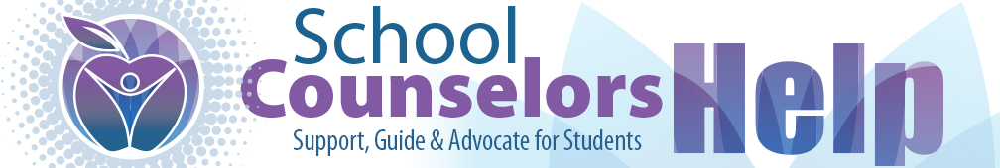 School
Counselors Help
Support, Guide & Advocate for Students